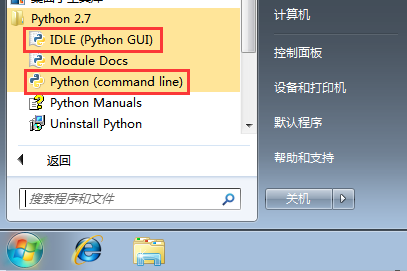 Python 2.7
IDLE (Python GUI)
Module Docs
Python (command line)
Python Manuals
Uninstall Python
返回
搜索程序和文件
计算机
控制面板
设备和打印机
默认程序
帮助和支持
关机